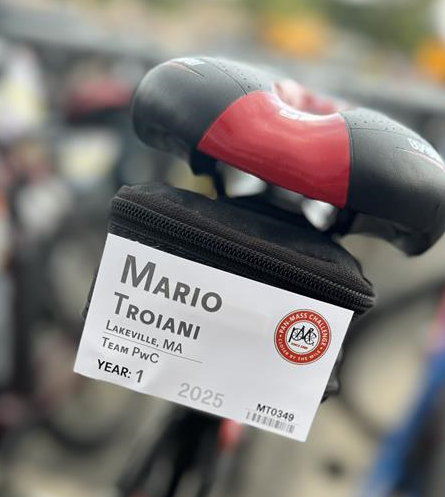 MARIO
TROIANI
LAKEVILLE, MA
TEAM PWC
YEAR: 1
2025
PAN-MASS CHALLENGE
MT0349